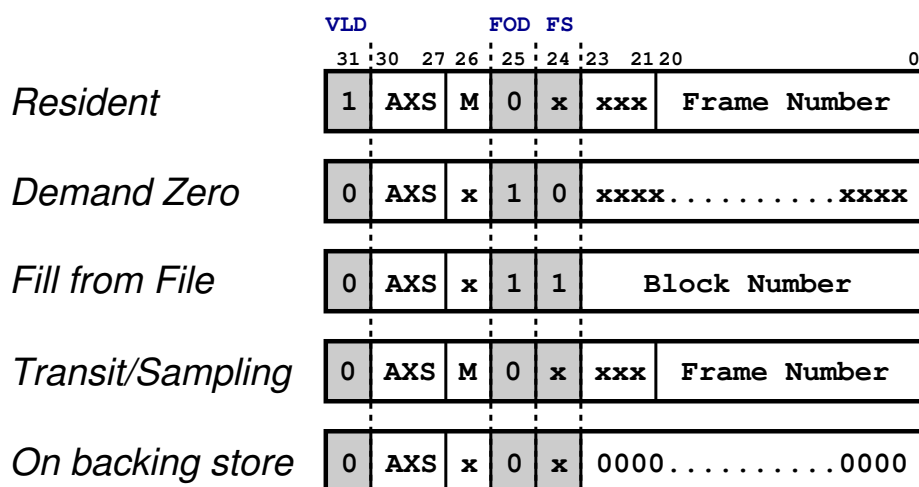 VLD FOD FS
31 30 27 26 25 24 23 21 20 0
Resident 1 AXS M 0 x xxx Frame Number
Demand Zero 0 AXS x 1 0 xxxx..........xxxx
Fill from File 0 AXS x 1 1 Block Number
Transit/Sampling 0 AXS M 0 x xxx Frame Number
On backing store 0 AXS x 0 x 0000..........0000